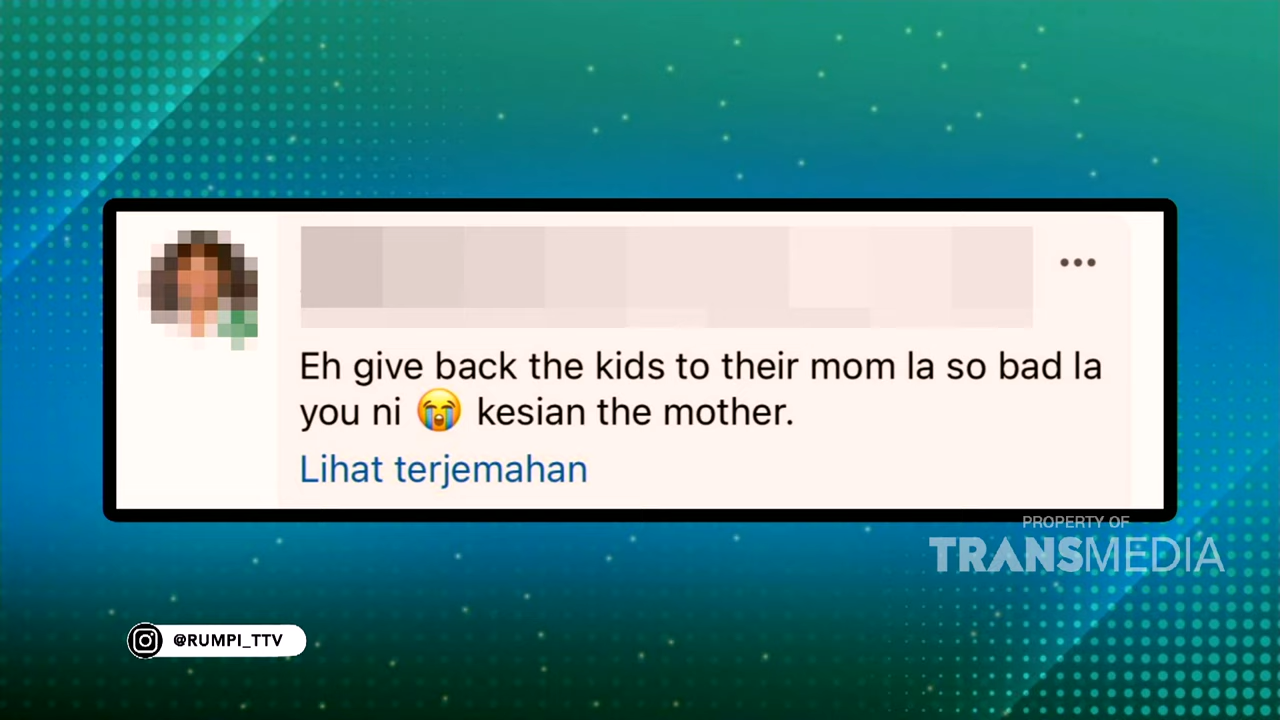 Eh give back the kids to their mom la so bad la
you ni 😭 kesian the mother.
Lihat terjemahan
PROPERTY OF
TRANSMEDIA
@RUMPI_TTV